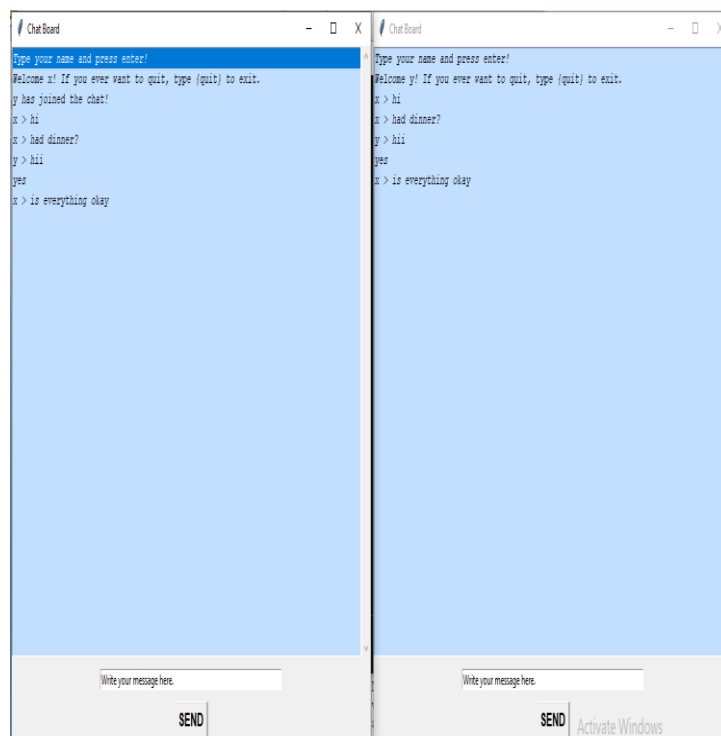 Chat Board
Type your name and press enter!
Welcome x! If you ever want to quit, type {quit} to exit.
y has joined the chat!
x > hi
x > had dinner?
y > hii
yes
x > is everything okay
Write your message here.
SEND
Chat Board
Type your name and press enter!
Welcome y! If you ever want to quit, type {quit} to exit.
x > hi
x > had dinner?
y > hii
yes
x > is everything okay
Write your message here.
SEND
Activate Windows